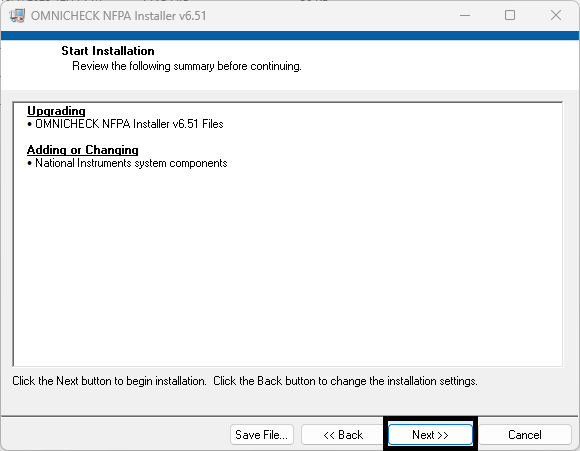 OMNICHECK NFPA Installer v6.51
Start Installation
Review the following summary before continuing.
Upgrading
• OMNICHECK NFPA Installer v6.51 Files
Adding or Changing
• National Instruments system components
Click the Next button to begin installation. Click the Back button to change the installation settings.
Save File...
<< Back
Next >>
Cancel